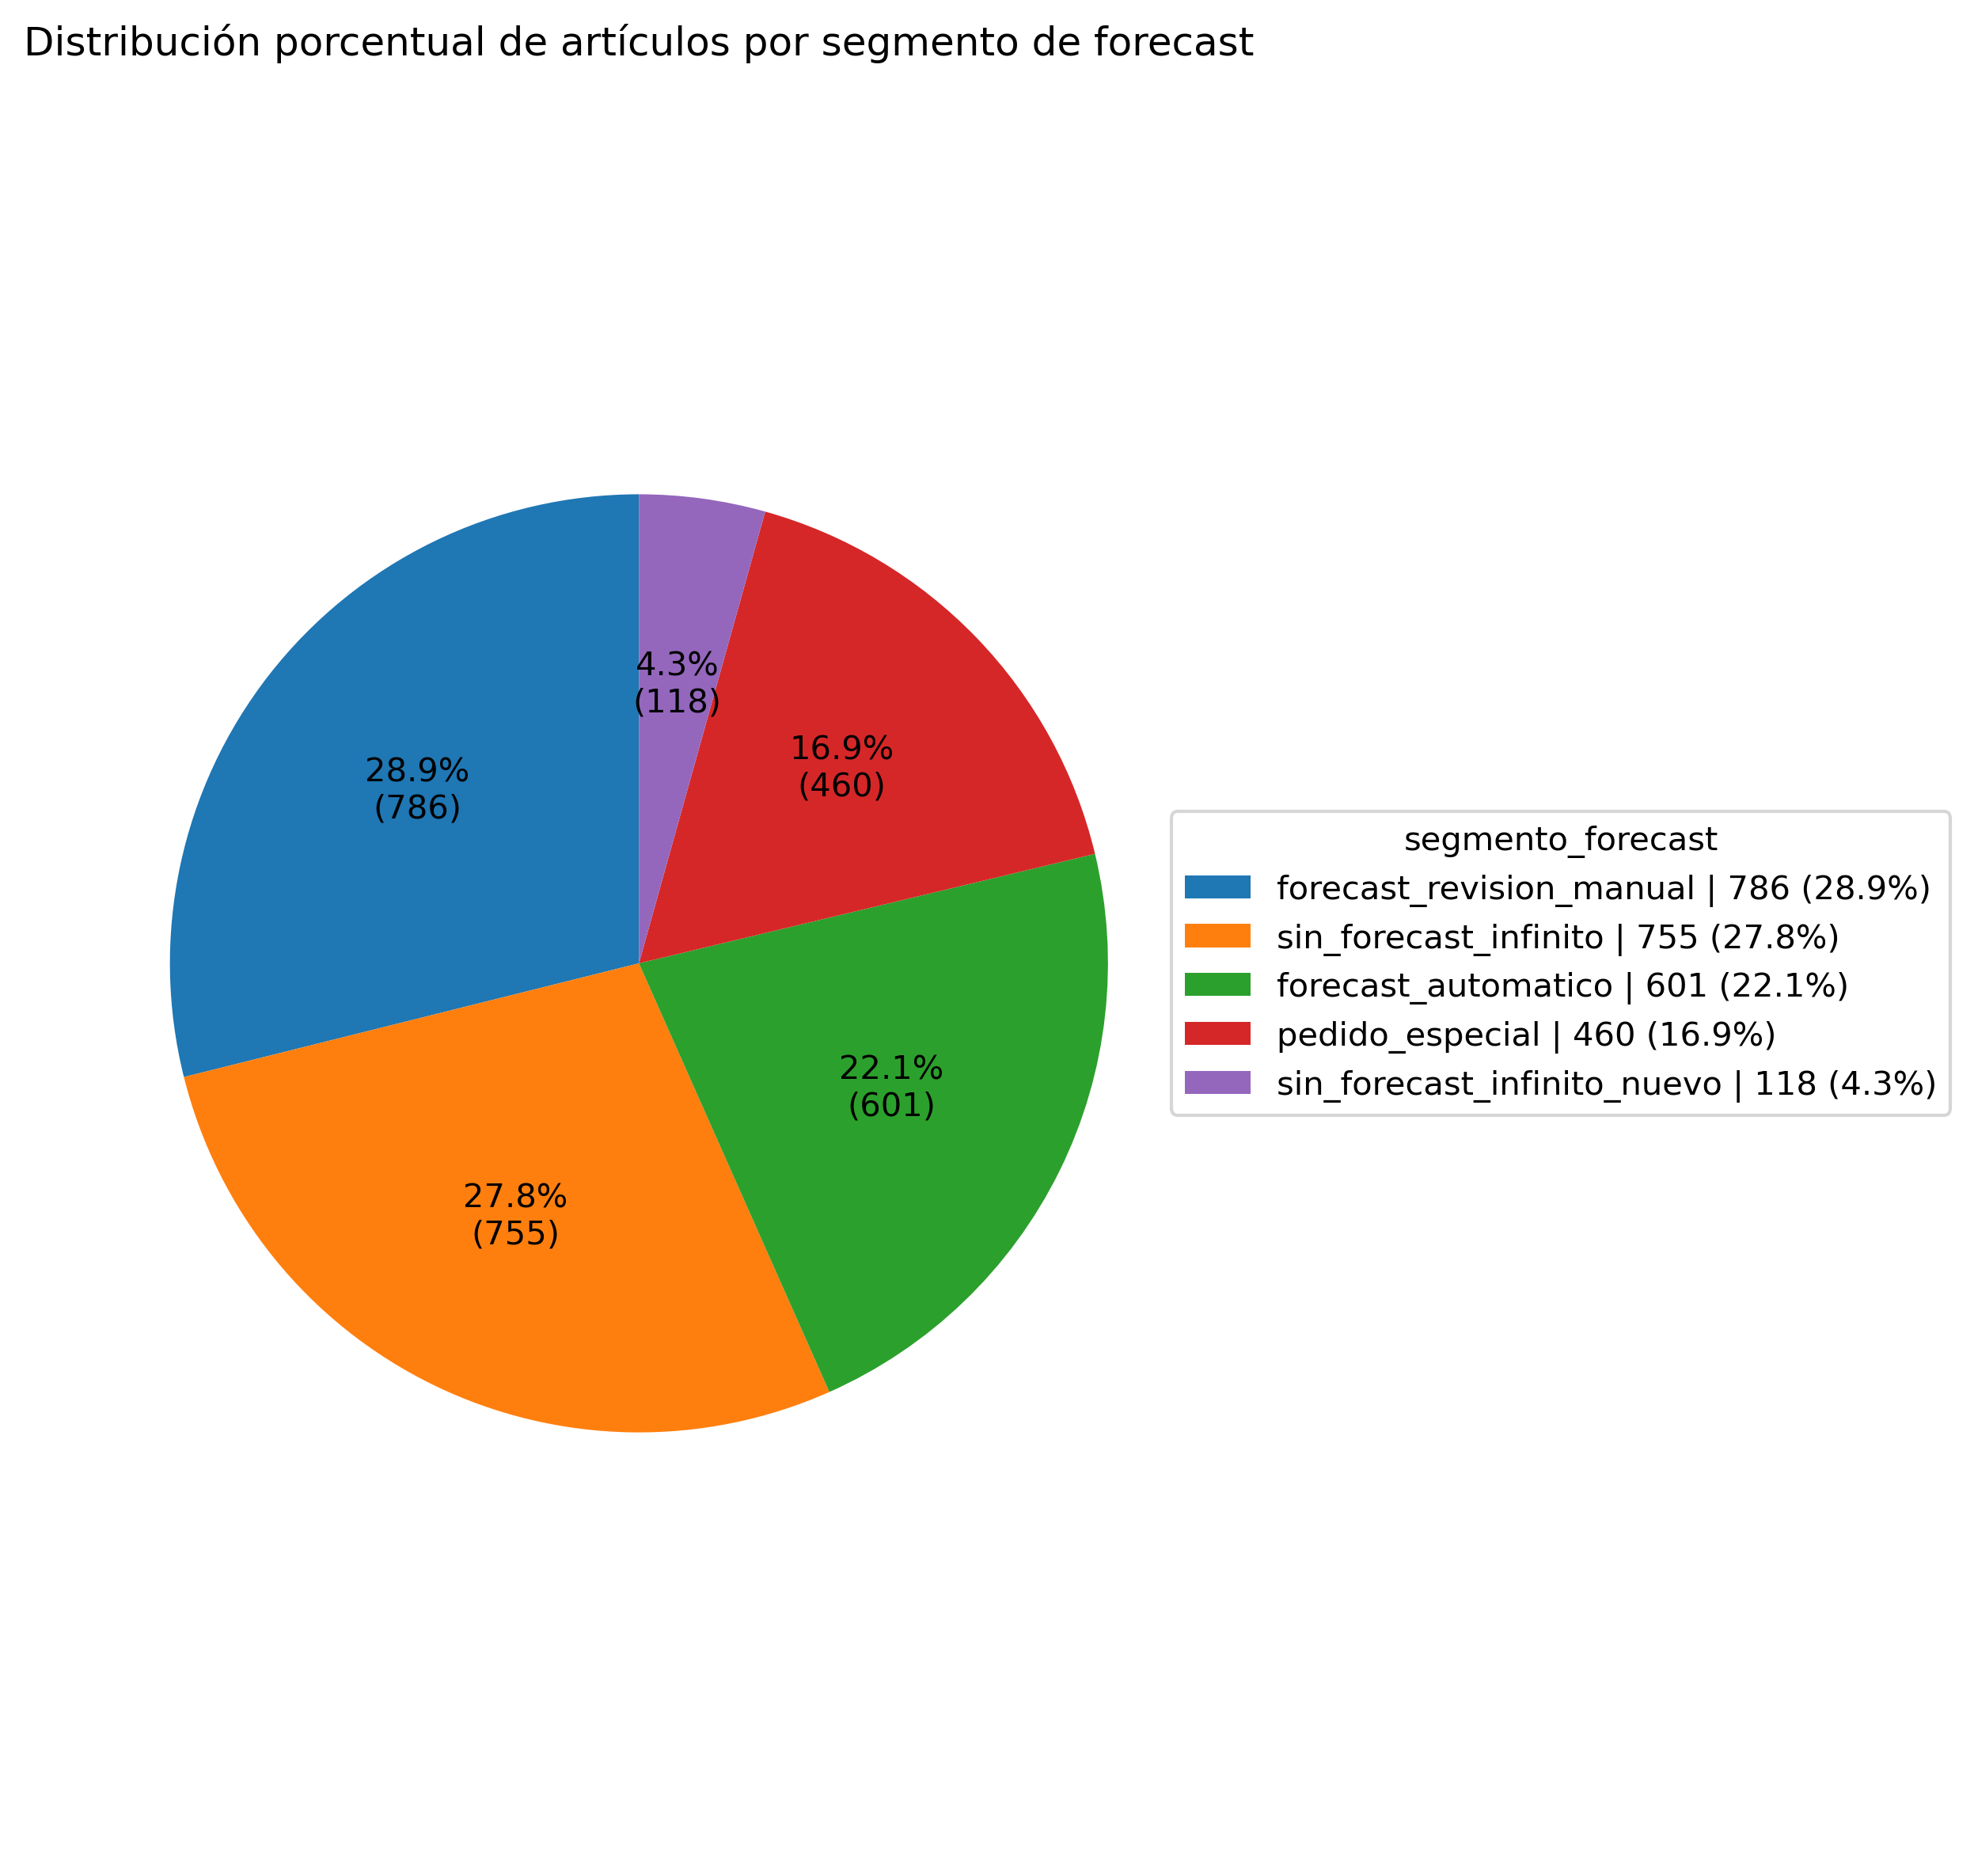 Distribución porcentual de artículos por segmento de forecast
4.3%
(118)
16.9%
(460)
28.9%
(786)
22.1%
(601)
27.8%
(755)
segmento_forecast
forecast_revision_manual | 786 (28.9%)
sin_forecast_infinito | 755 (27.8%)
forecast_automatico | 601 (22.1%)
pedido_especial | 460 (16.9%)
sin_forecast_infinito_nuevo | 118 (4.3%)